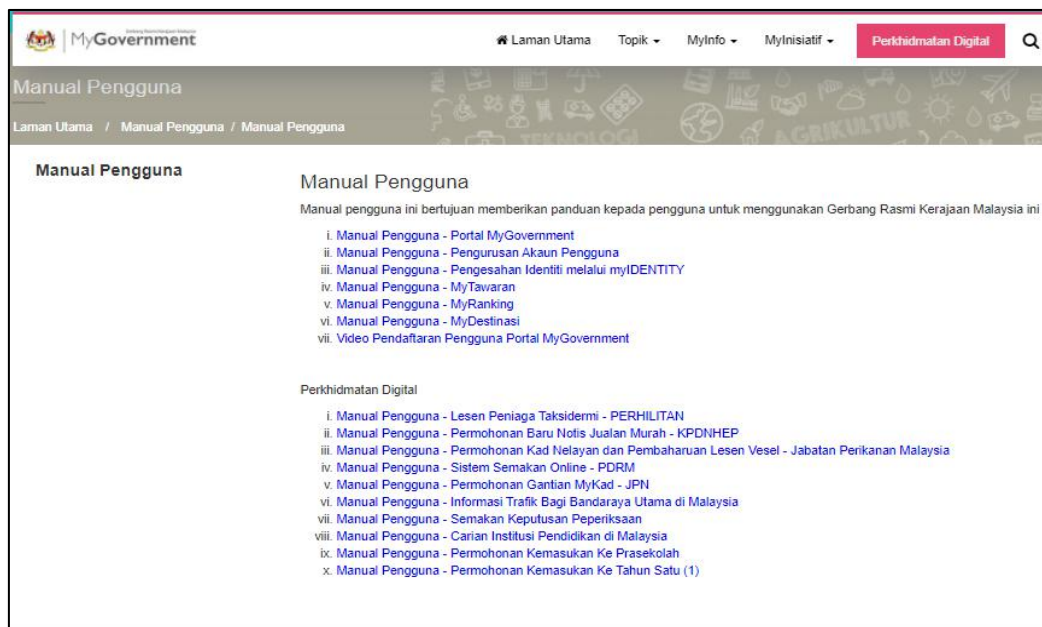 Gerbang Rasmi Kerajaan Malaysia
MyGovernment
Laman Utama Topik MyInfo MyInisiatif Perkhidmatan Digital
Manual Pengguna
Laman Utama / Manual Pengguna / Manual Pengguna
TEKNOLOGI
AGRIKULTUR
Manual Pengguna
Manual Pengguna
Manual pengguna ini bertujuan memberikan panduan kepada pengguna untuk menggunakan Gerbang Rasmi Kerajaan Malaysia ini
i. Manual Pengguna - Portal MyGovernment
ii. Manual Pengguna - Pengurusan Akaun Pengguna
iii. Manual Pengguna - Pengesahan Identiti melalui myIDENTITY
iv. Manual Pengguna - MyTawaran
v. Manual Pengguna - MyRanking
vi. Manual Pengguna - MyDestinasi
vii. Video Pendaftaran Pengguna Portal MyGovernment
Perkhidmatan Digital
i. Manual Pengguna - Lesen Peniaga Taksidermi - PERHILITAN
ii. Manual Pengguna - Permohonan Baru Notis Jualan Murah - KPDNHEP
iii. Manual Pengguna - Permohonan Kad Nelayan dan Pembaharuan Lesen Vesel - Jabatan Perikanan Malaysia
iv. Manual Pengguna - Sistem Semakan Online - PDRM
v. Manual Pengguna - Permohonan Gantian MyKad - JPN
vi. Manual Pengguna - Informasi Trafik Bagi Bandaraya Utama di Malaysia
vii. Manual Pengguna - Semakan Keputusan Peperiksaan
viii. Manual Pengguna - Carian Institusi Pendidikan di Malaysia
ix. Manual Pengguna - Permohonan Kemasukan Ke Prasekolah
x. Manual Pengguna - Permohonan Kemasukan Ke Tahun Satu (1)